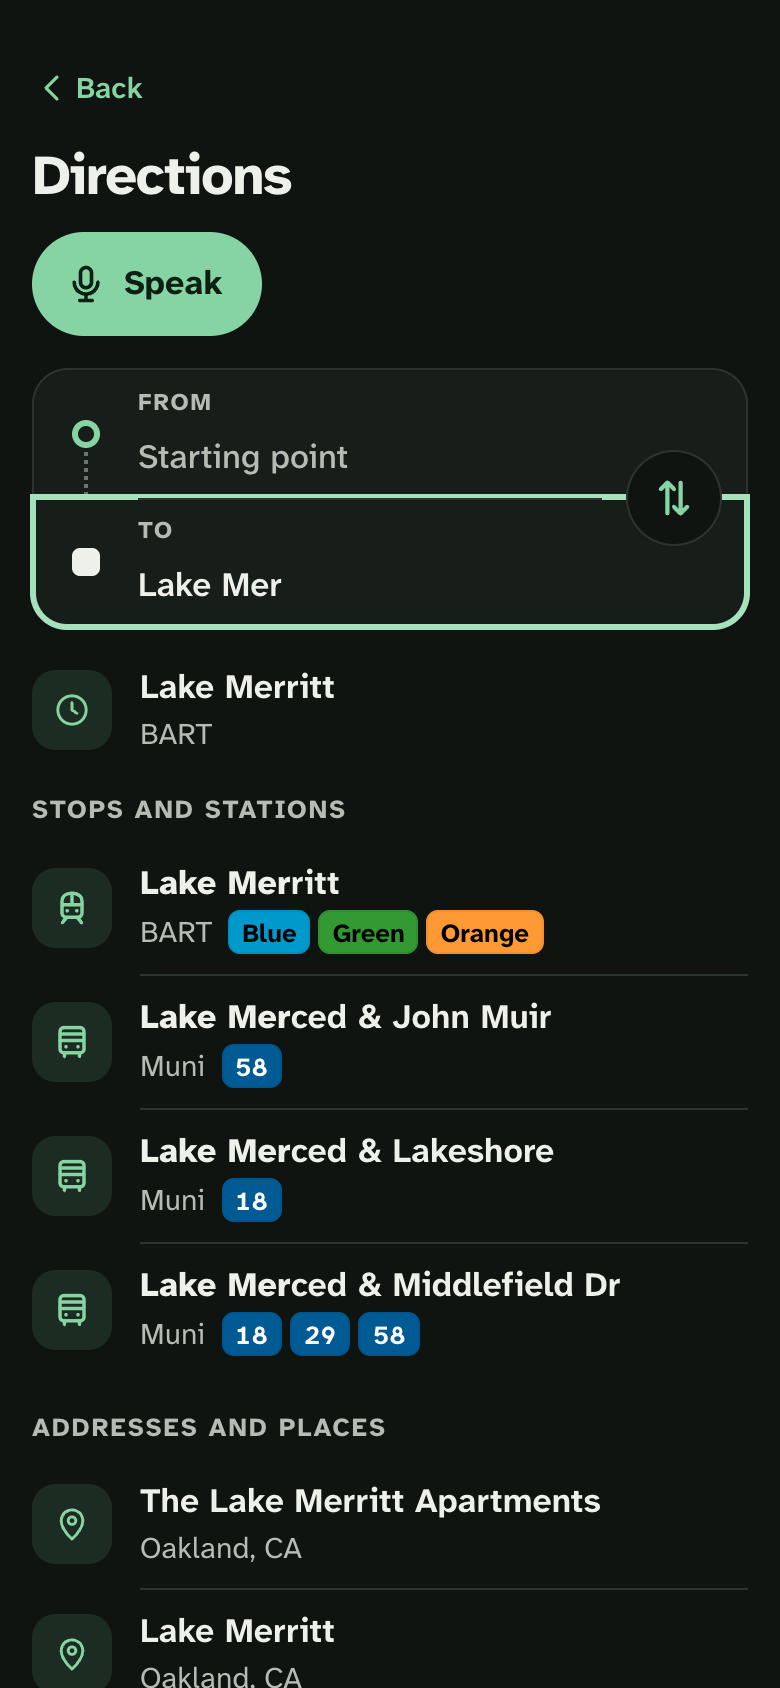 Back
Directions
Speak
FROM
Starting point
TO
Lake Mer
Lake Merritt
BART
STOPS AND STATIONS
Lake Merritt
BART Blue Green Orange
Lake Merced & John Muir
Muni 58
Lake Merced & Lakeshore
Muni 18
Lake Merced & Middlefield Dr
Muni 18 29 58
ADDRESSES AND PLACES
The Lake Merritt Apartments
Oakland, CA
Lake Merritt
Oakland, CA